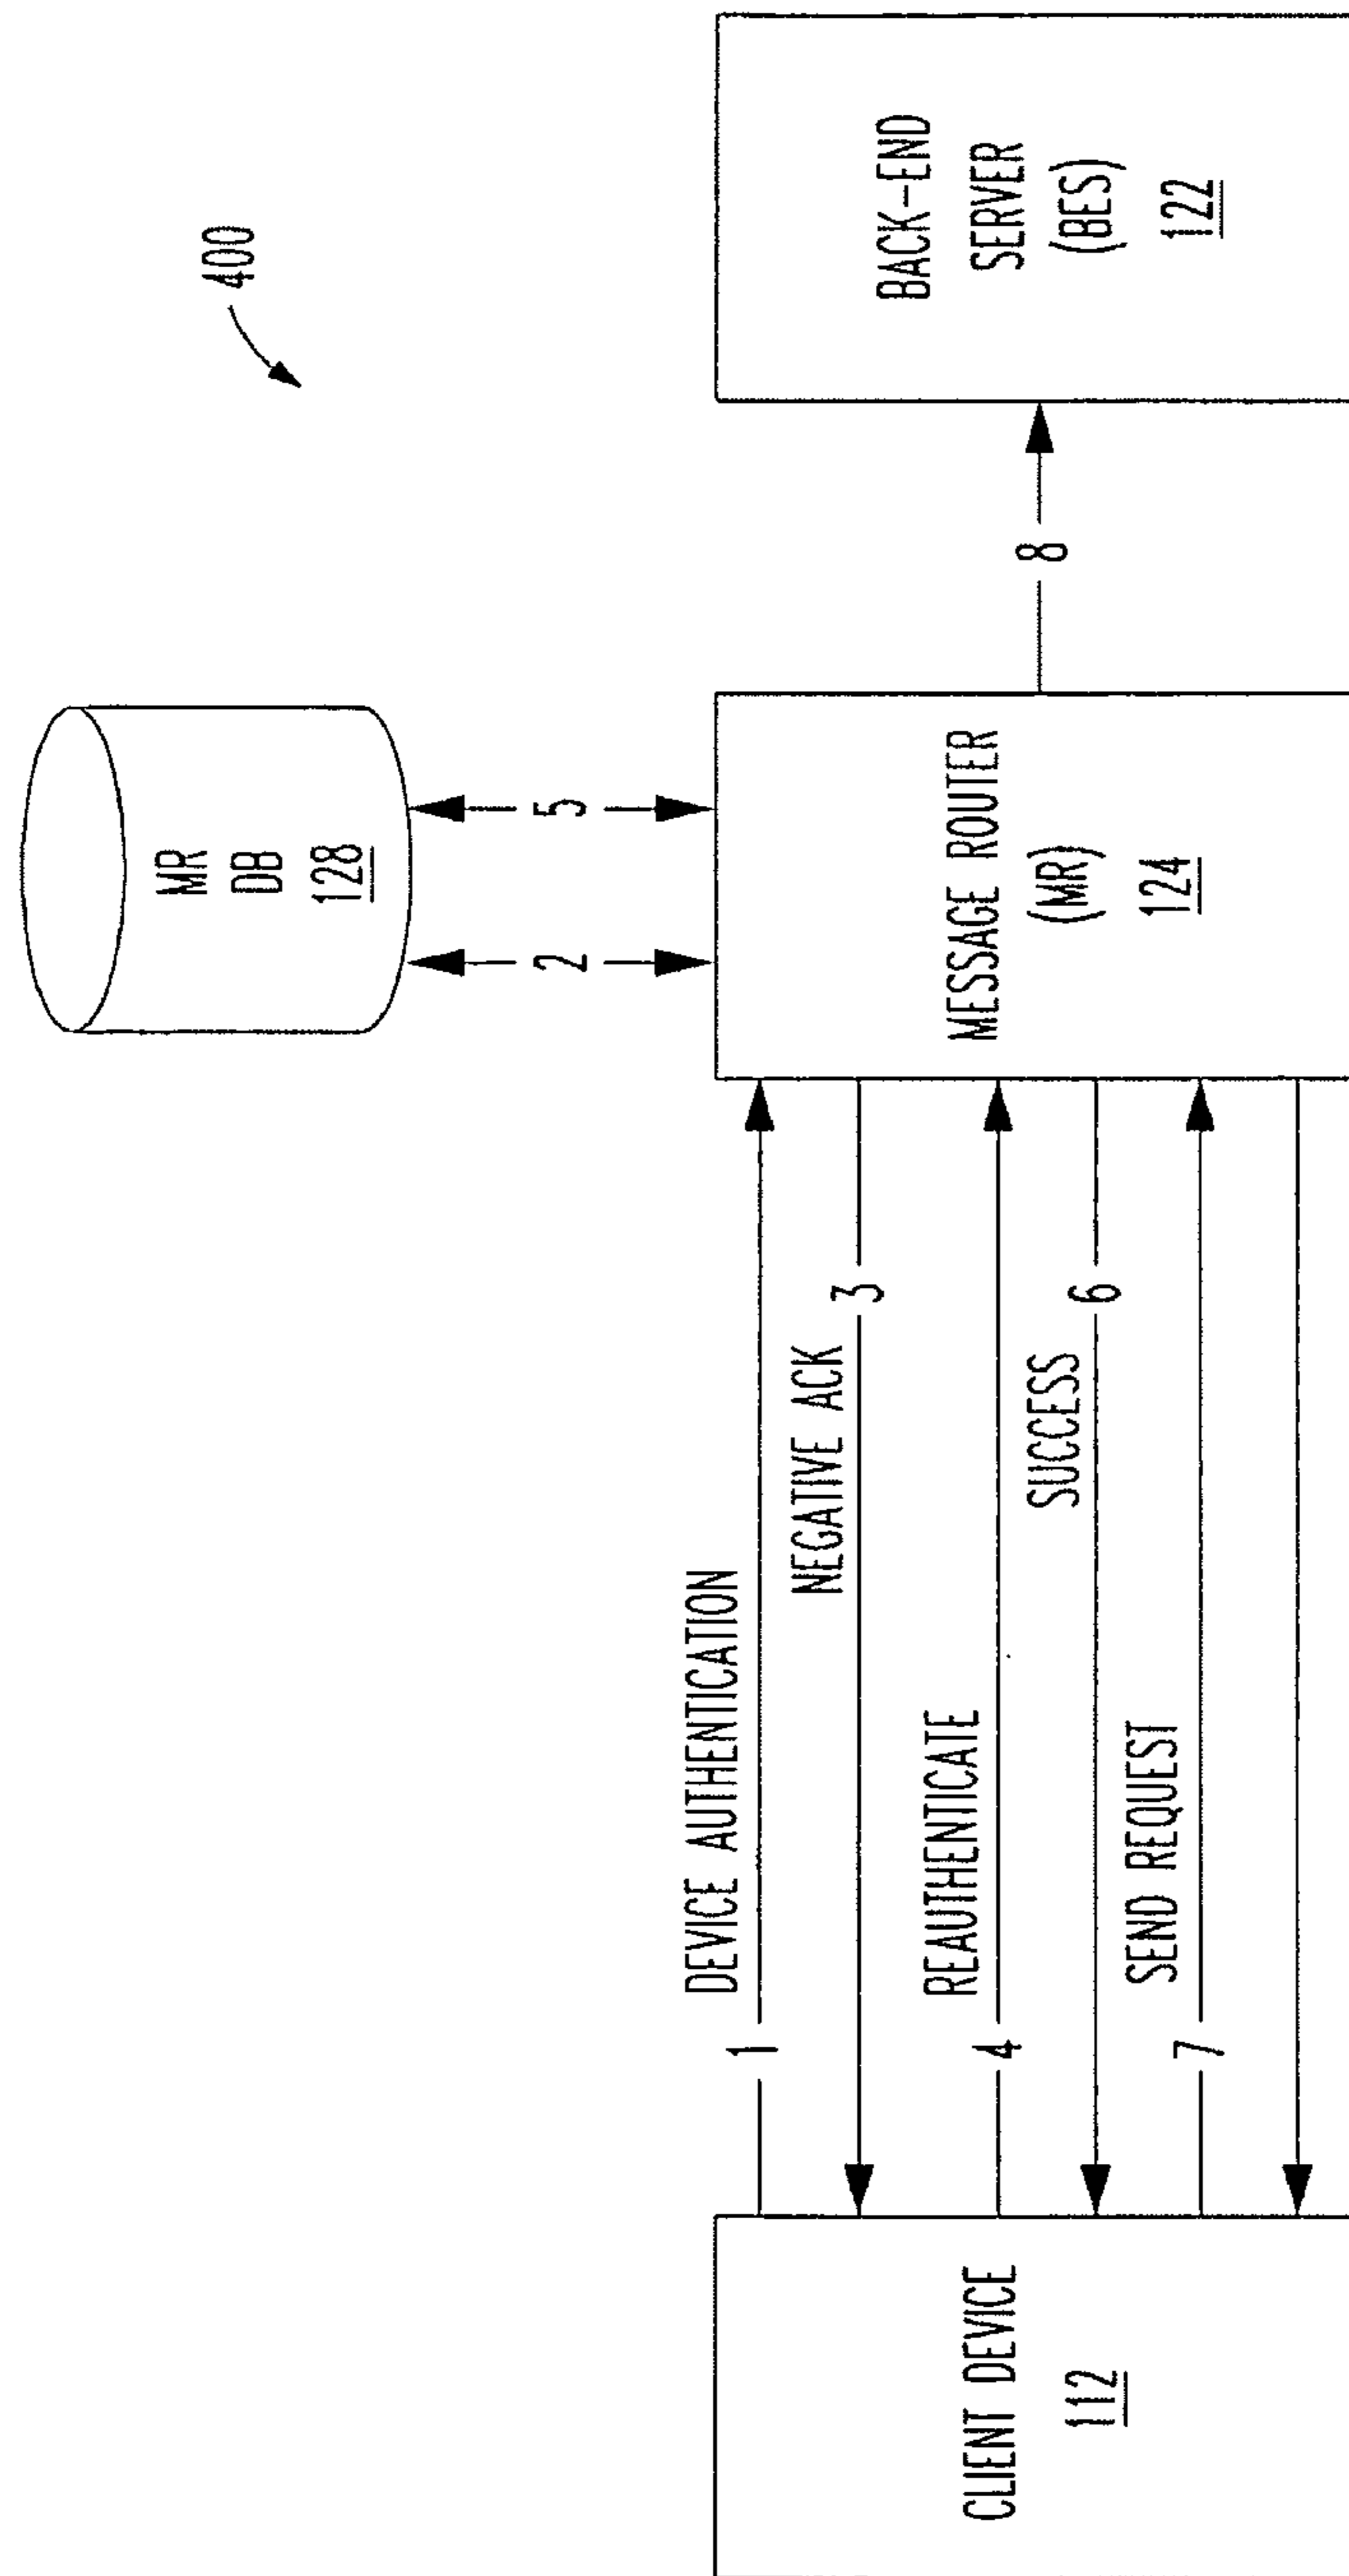 400
MR
DB
128
2
5
CLIENT DEVICE
112
1
DEVICE AUTHENTICATION
NEGATIVE ACK
3
4
REAUTHENTICATE
SUCCESS
6
7
SEND REQUEST
MESSAGE ROUTER
(MR)
124
8
BACK-END
SERVER
(BES)
122